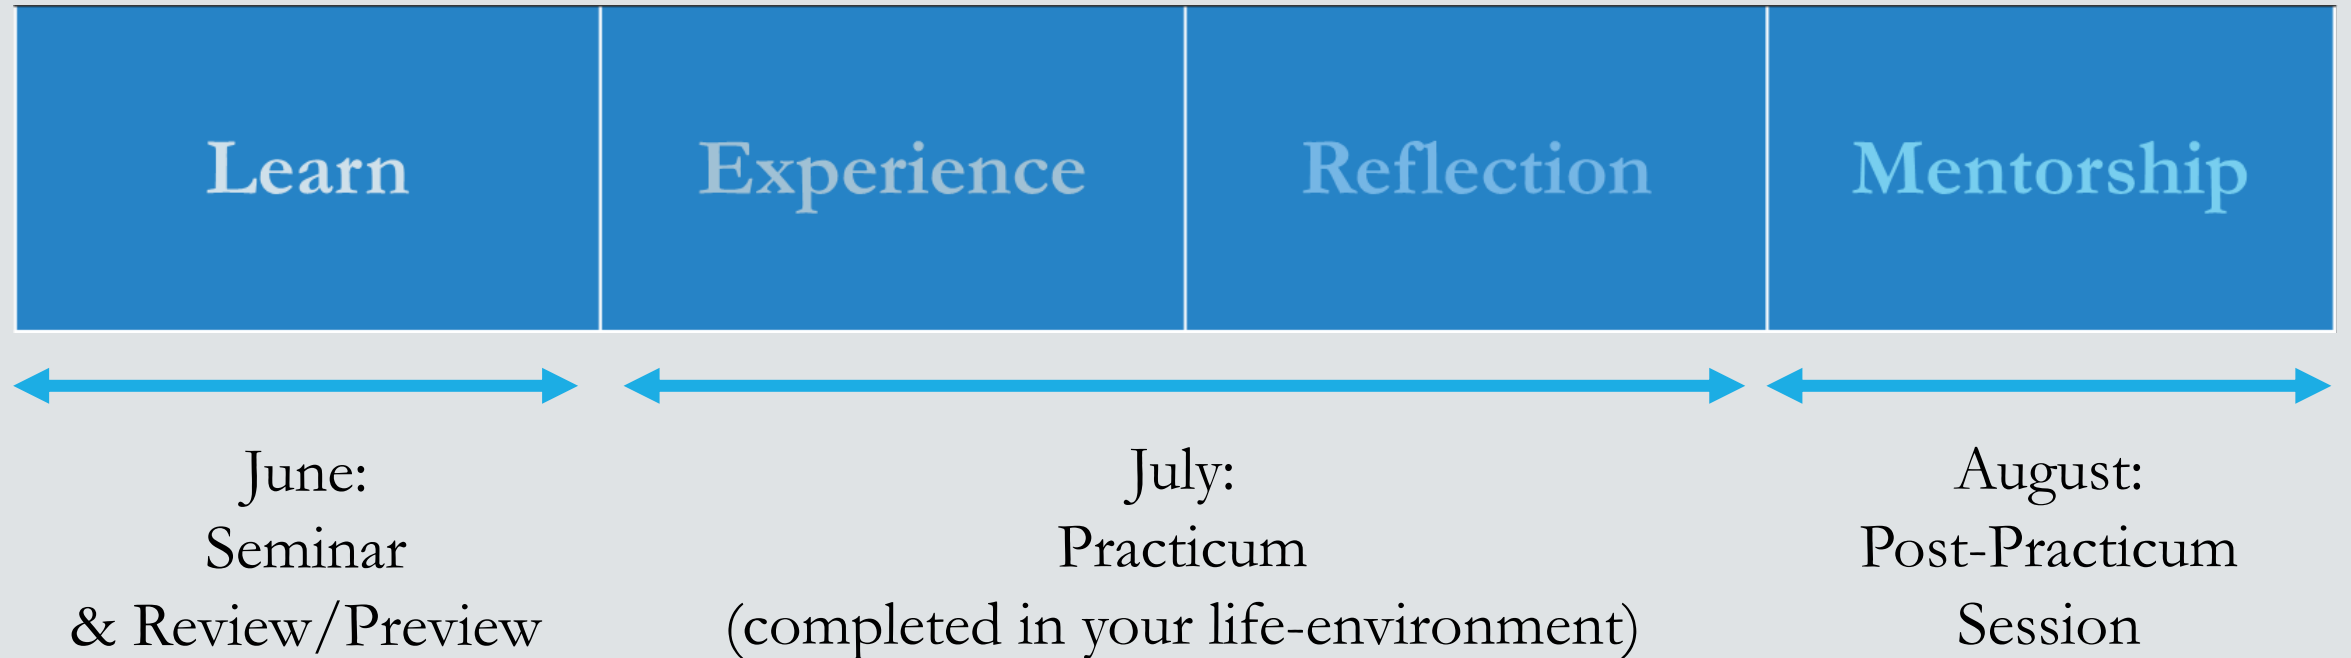 Learn
Experience
Reflection
Mentorship
June:
Seminar
& Review/Preview
July:
Practicum
(completed in your life-environment)
August:
Post-Practicum
Session